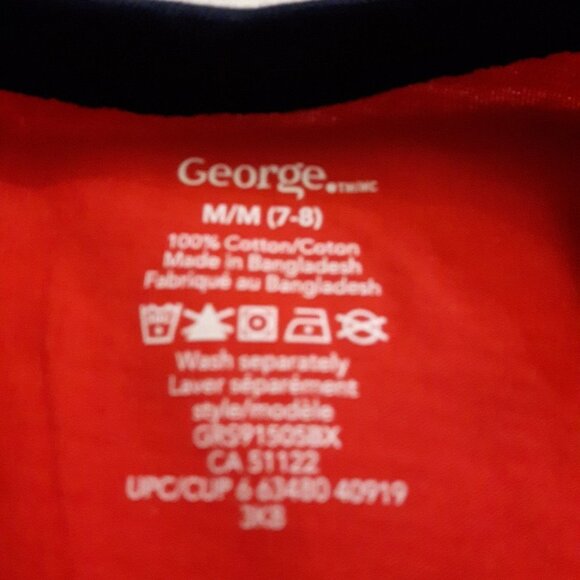 George
M/M (7-8)
100% Cotton/Coton
Made in Bangladesh
Fabriqué au Bangladesh
Wash separately
Laver séparément
style/modèle
GRS91505BX
CA 51122
UPC/CUP 6 63480 40919
3KB